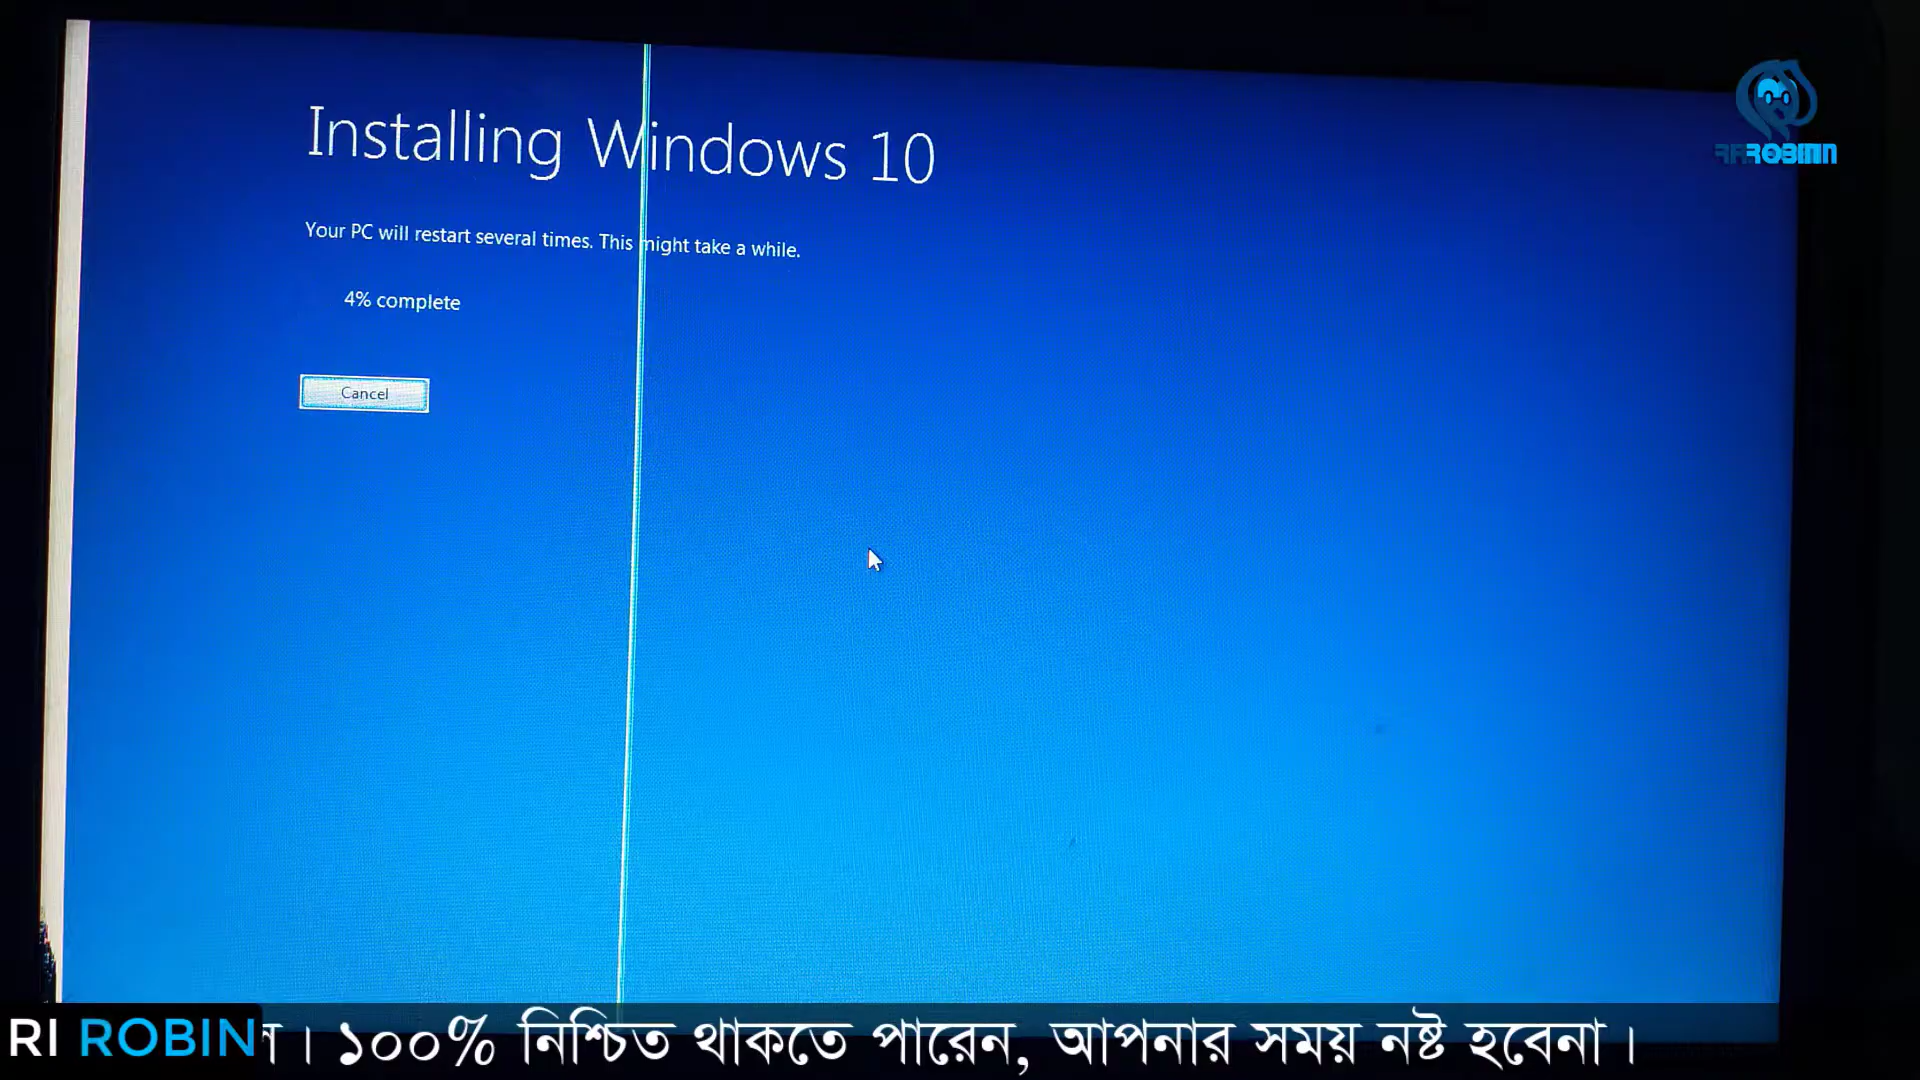 Installing Windows 10
Your PC will restart several times. This might take a while.
4% complete
Cancel
RI ROBIN
। ১০০% নিশ্চিত থাকতে পারেন, আপনার সময় নষ্ট হবেনা।